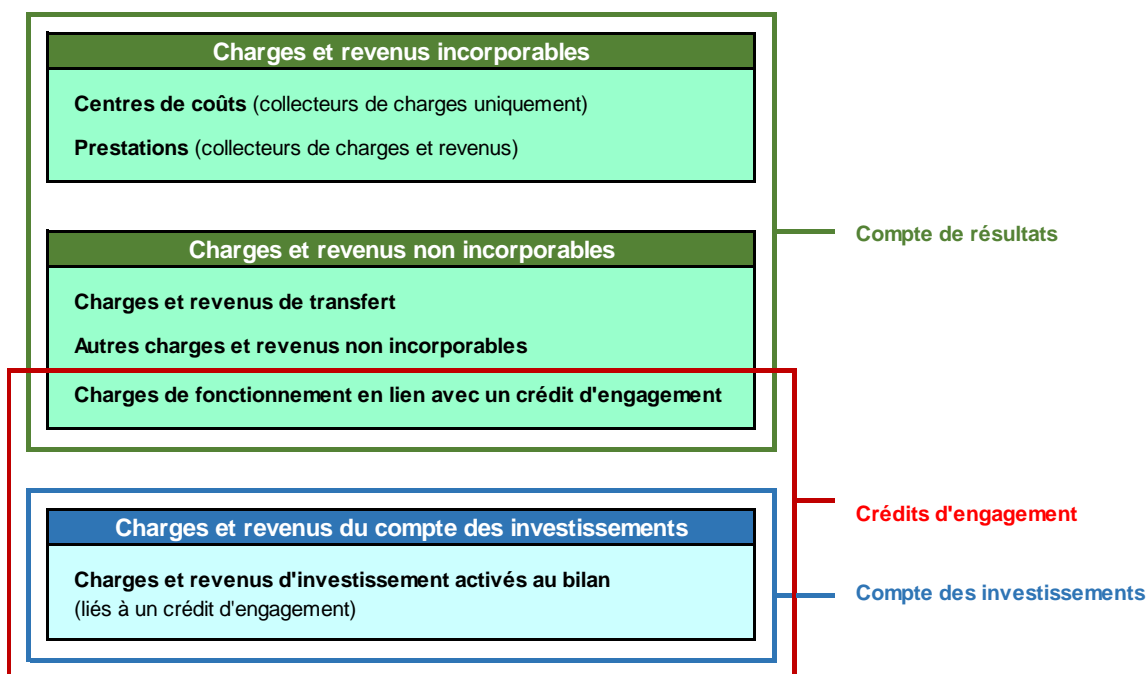 Charges et revenus incorporables
Centres de coûts (collecteurs de charges uniquement)
Prestations (collecteurs de charges et revenus)
Compte de résultats
Charges et revenus non incorporables
Charges et revenus de transfert
Autres charges et revenus non incorporables
Charges de fonctionnement en lien avec un crédit d'engagement
Crédits d'engagement
Charges et revenus du compte des investissements
Charges et revenus d'investissement activés au bilan
(liés à un crédit d'engagement)
Compte des investissements